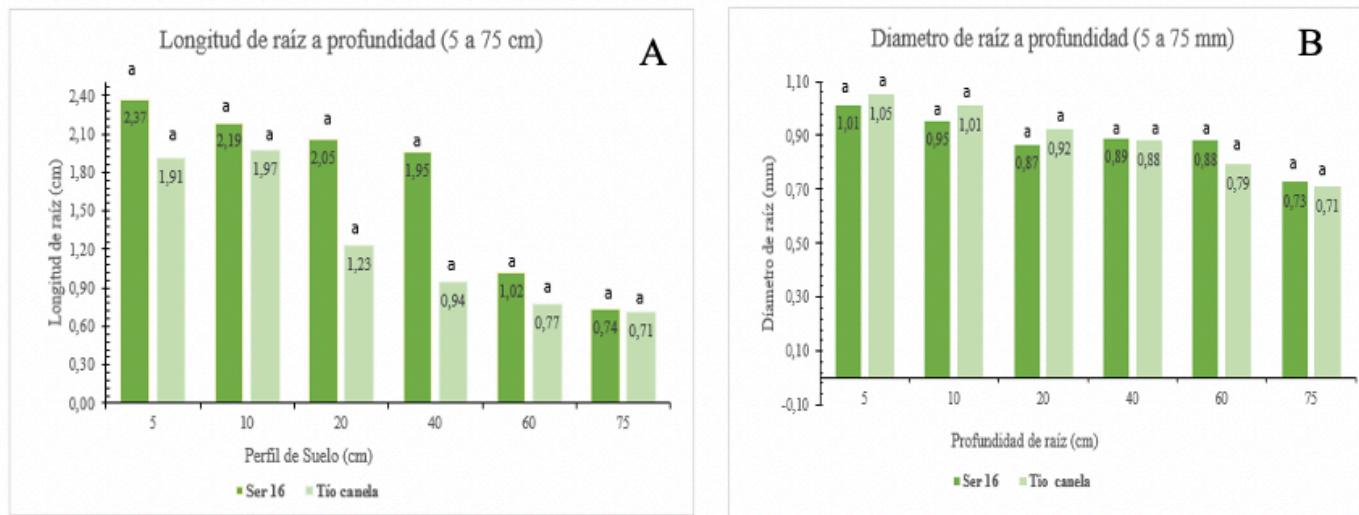 Longitud de raíz a profundidad (5 a 75 cm)
A
Longitud de raíz (cm)
2,40
2,10
1,80
1,50
1,20
0,90
0,60
0,30
0,00
a
a
a
a
a
a
a
a
a
a
a
a
2,37
1,91
2,19
1,97
2,05
1,23
1,95
0,94
1,02
0,77
0,74
0,71
5 10 20 40 60 75
Perfil de Suelo (cm)
Ser 16 Tío canela
Diametro de raíz a profundidad (5 a 75 mm)
B
Díametro de raíz (mm)
1,10
0,90
0,70
0,50
0,30
0,10
-0,10
a
a
a
a
a
a
a
a
a
a
a
a
1,01
1,05
0,95
1,01
0,87
0,92
0,89
0,88
0,88
0,79
0,73
0,71
5 10 20 40 60 75
Profundidad de raíz (cm)
Ser 16 Tío canela